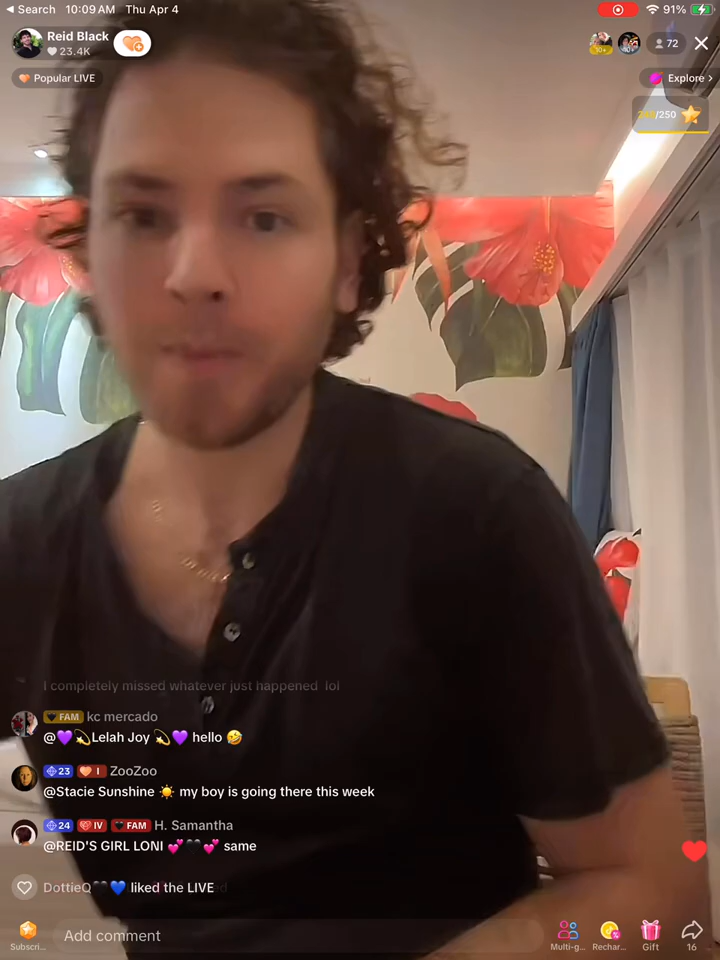 Search 10:09 AM Thu Apr 4 91%
Reid Black
23.4K
30+
72
Popular LIVE
Explore
/250
I completely missed whatever just happened lol
FAM kc mercado
@💜💫Lelah Joy 💫💜 hello 🤣
23 I ZooZoo
@Stacie Sunshine ☀️ my boy is going there this week
24 IV FAM H. Samantha
@REID'S GIRL LONI 💕🖤💕 same
DottieQ🖤💙 liked the LIVE
Subscri...
Add comment
Multi-g...
Rechar...
Gift
16